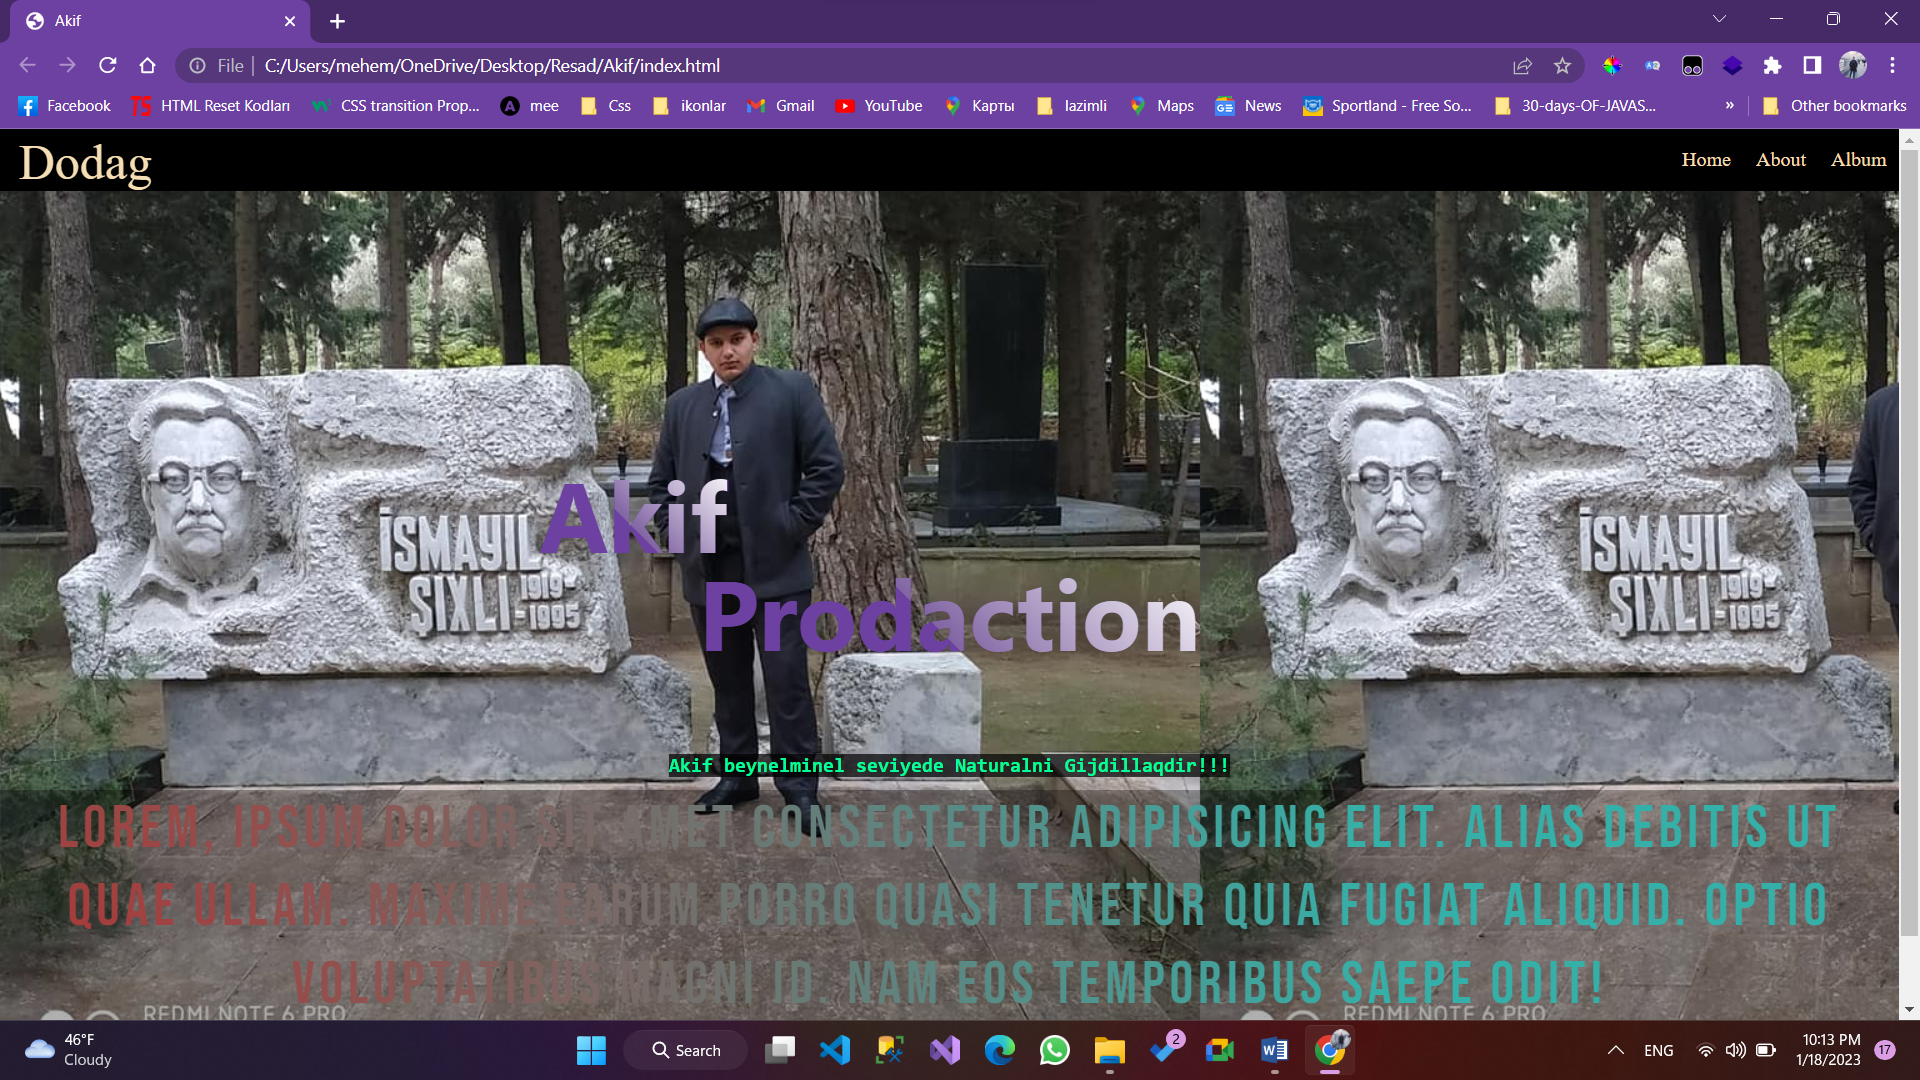 Akif
File
C:/Users/mehem/OneDrive/Desktop/Resad/Akif/index.html
Facebook
HTML Reset Kodları
CSS transition Prop...
mee
Css
ikonlar
Gmail
YouTube
Карты
lazimli
Maps
News
Sportland - Free So...
30-days-OF-JAVAS...
»
Other bookmarks
Dodag
Home About Album
İSMAYIL
ŞIXLI 1919-
-1995
İSMAYIL
ŞIXLI 1919-
-1995
Akif
Prodaction
Akif beynelminel seviyede Naturalni Gijdillaqdir!!!
LOREM, IPSUM DOLOR SIT AMET CONSECTETUR ADIPISICING ELIT. ALIAS DEBITIS UT
QUAE ULLAM. MAXIME EARUM PORRO QUASI TENETUR QUIA FUGIAT ALIQUID. OPTIO
VOLUPTATIBUS MAGNI ID. NAM EOS TEMPORIBUS SAEPE ODIT!
REDMI NOTE 6 PRO
REDMI NOTE 6 PRO
46°F
Cloudy
Search
2
ENG
10:13 PM
1/18/2023
17